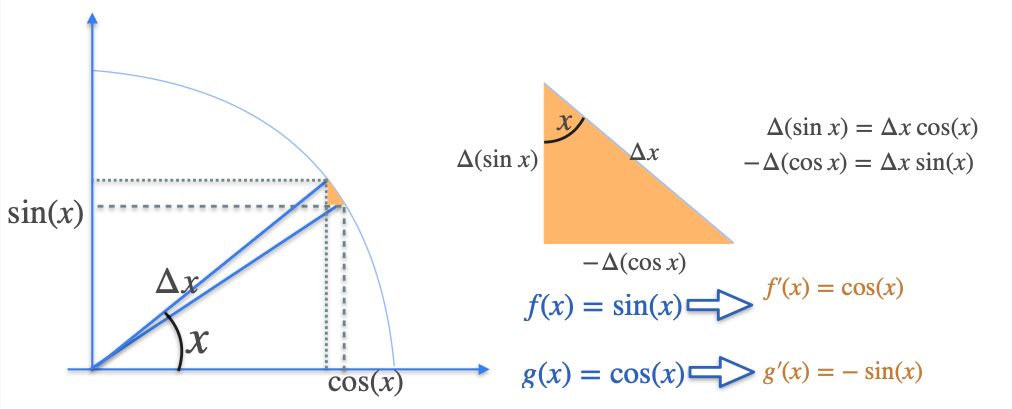 sin(x)
Δx
x
cos(x)
x
Δ(sin x)
Δx
−Δ(cos x)
Δ(sin x) = Δx cos(x)
−Δ(cos x) = Δx sin(x)
f(x) = sin(x)
f′(x) = cos(x)
g(x) = cos(x)
g′(x) = − sin(x)